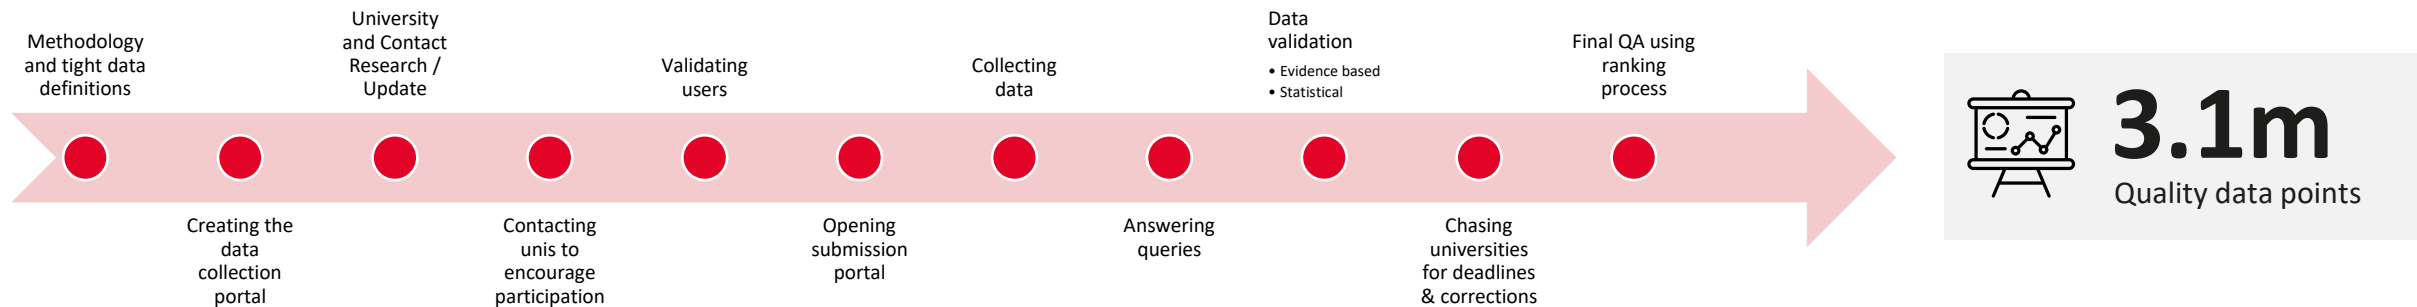 Methodology
and tight data
definitions
Creating the
data
collection
portal
University
and Contact
Research /
Update
Contacting
unis to
encourage
participation
Validating
users
Opening
submission
portal
Collecting
data
Answering
queries
Data
validation
• Evidence based
• Statistical
Chasing
universities
for deadlines
& corrections
Final QA using
ranking
process
3.1m
Quality data points